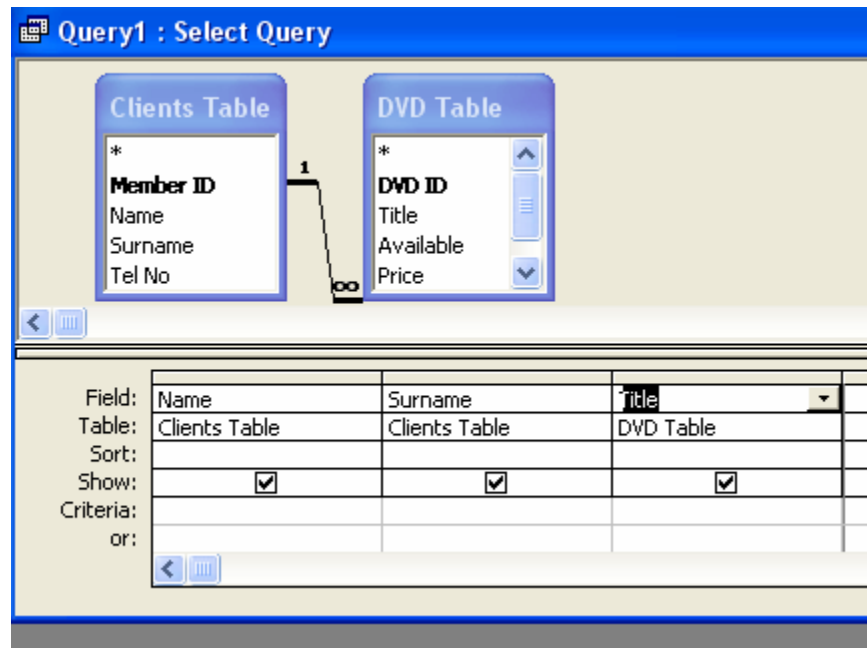 Query1 : Select Query
Clients Table
*
Member ID
Name
Surname
Tel No
1
∞
DVD Table
*
DVD ID
Title
Available
Price
Field: Name Surname Title
Table: Clients Table Clients Table DVD Table
Sort:
Show:
Criteria:
or: